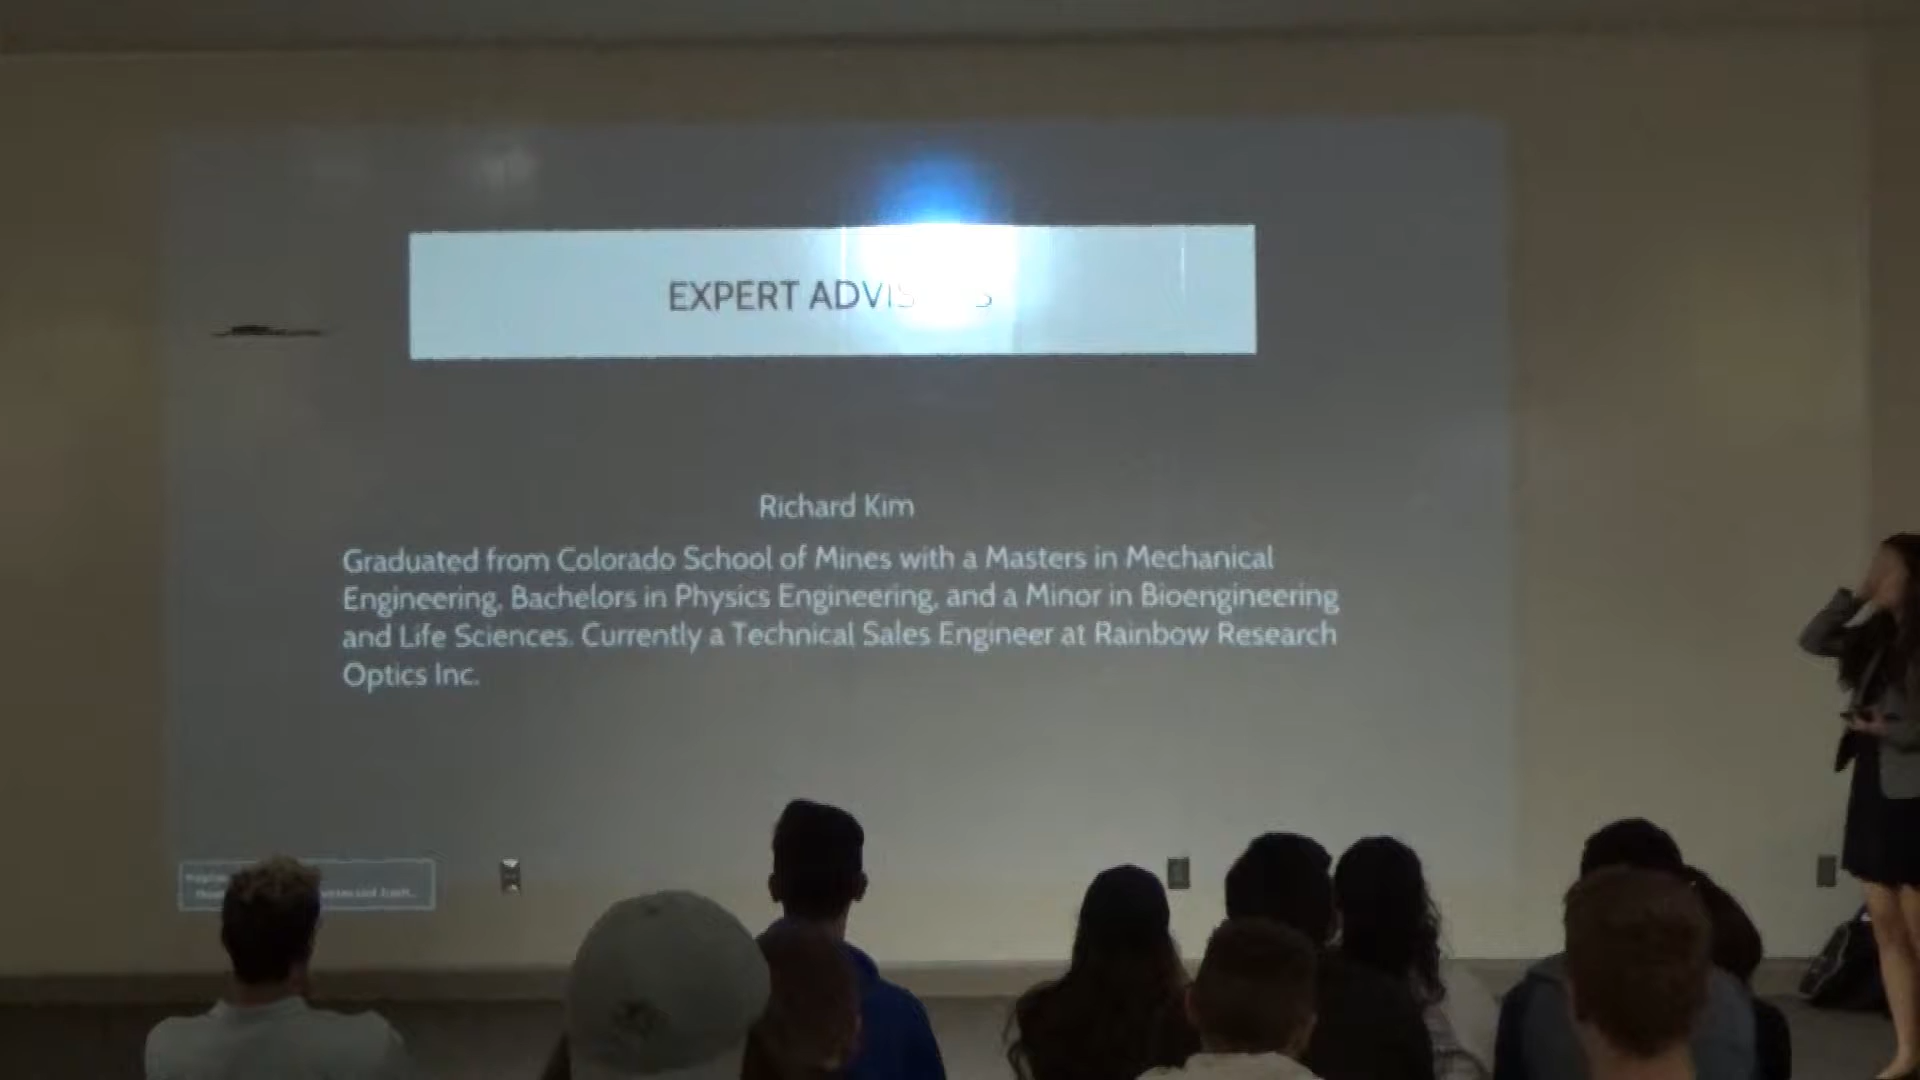 EXPERT
Richard Kim
Graduated from Colorado School of Mines with a Masters in Mechanical
Engineering, Bachelors in Physics Engineering, and a Minor in Bioengineering
and Life Sciences. Currently a Technical Sales Engineer at Rainbow Research
Optics Inc.